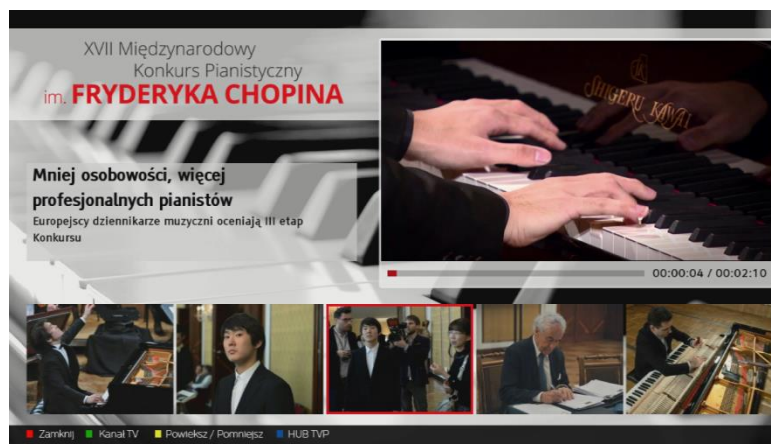 XVII Międzynarodowy
Konkurs Pianistyczny
im. FRYDERYKA CHOPINA
SHIGERU KAWAI
Mniej osobowości, więcej
profesjonalnych pianistów
Europejscy dziennikarze muzyczni oceniają III etap
Konkursu
00:00:04 / 00:02:10
Zamknij Kanał TV Powiększ / Pomniejsz HUB TVP